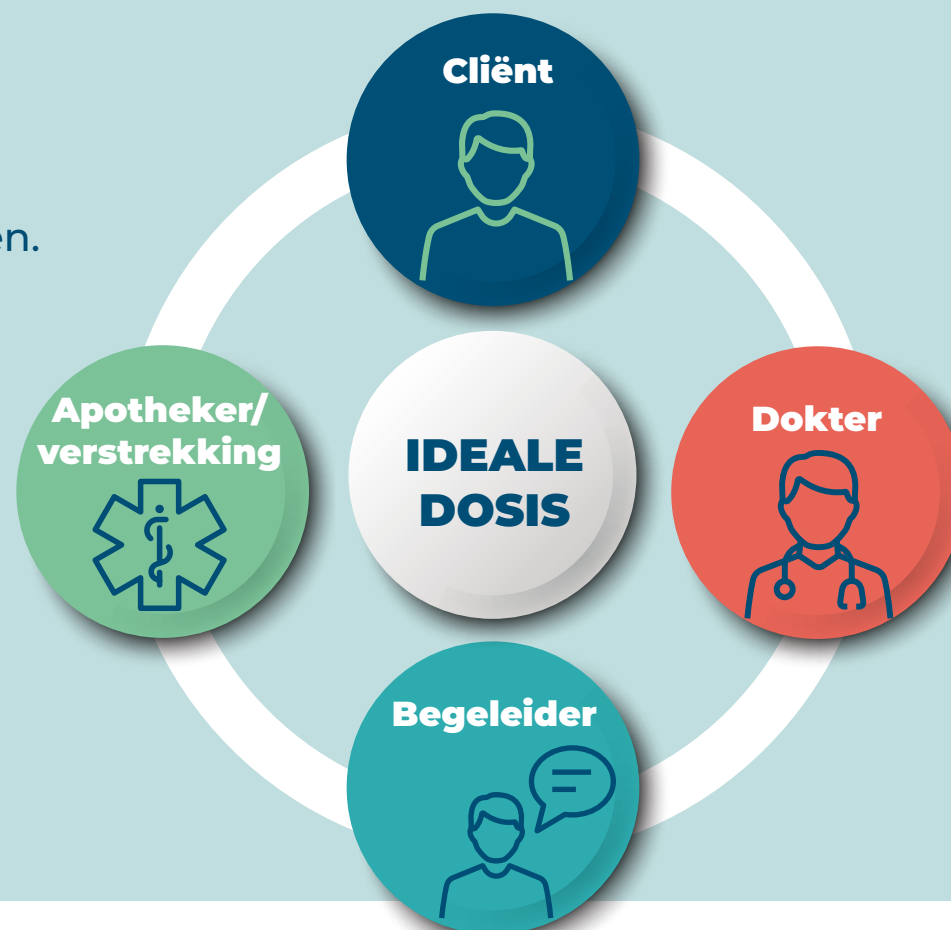 Cliënt
en.
Apotheker/
verstrekking
IDEALE
DOSIS
Dokter
Begeleider